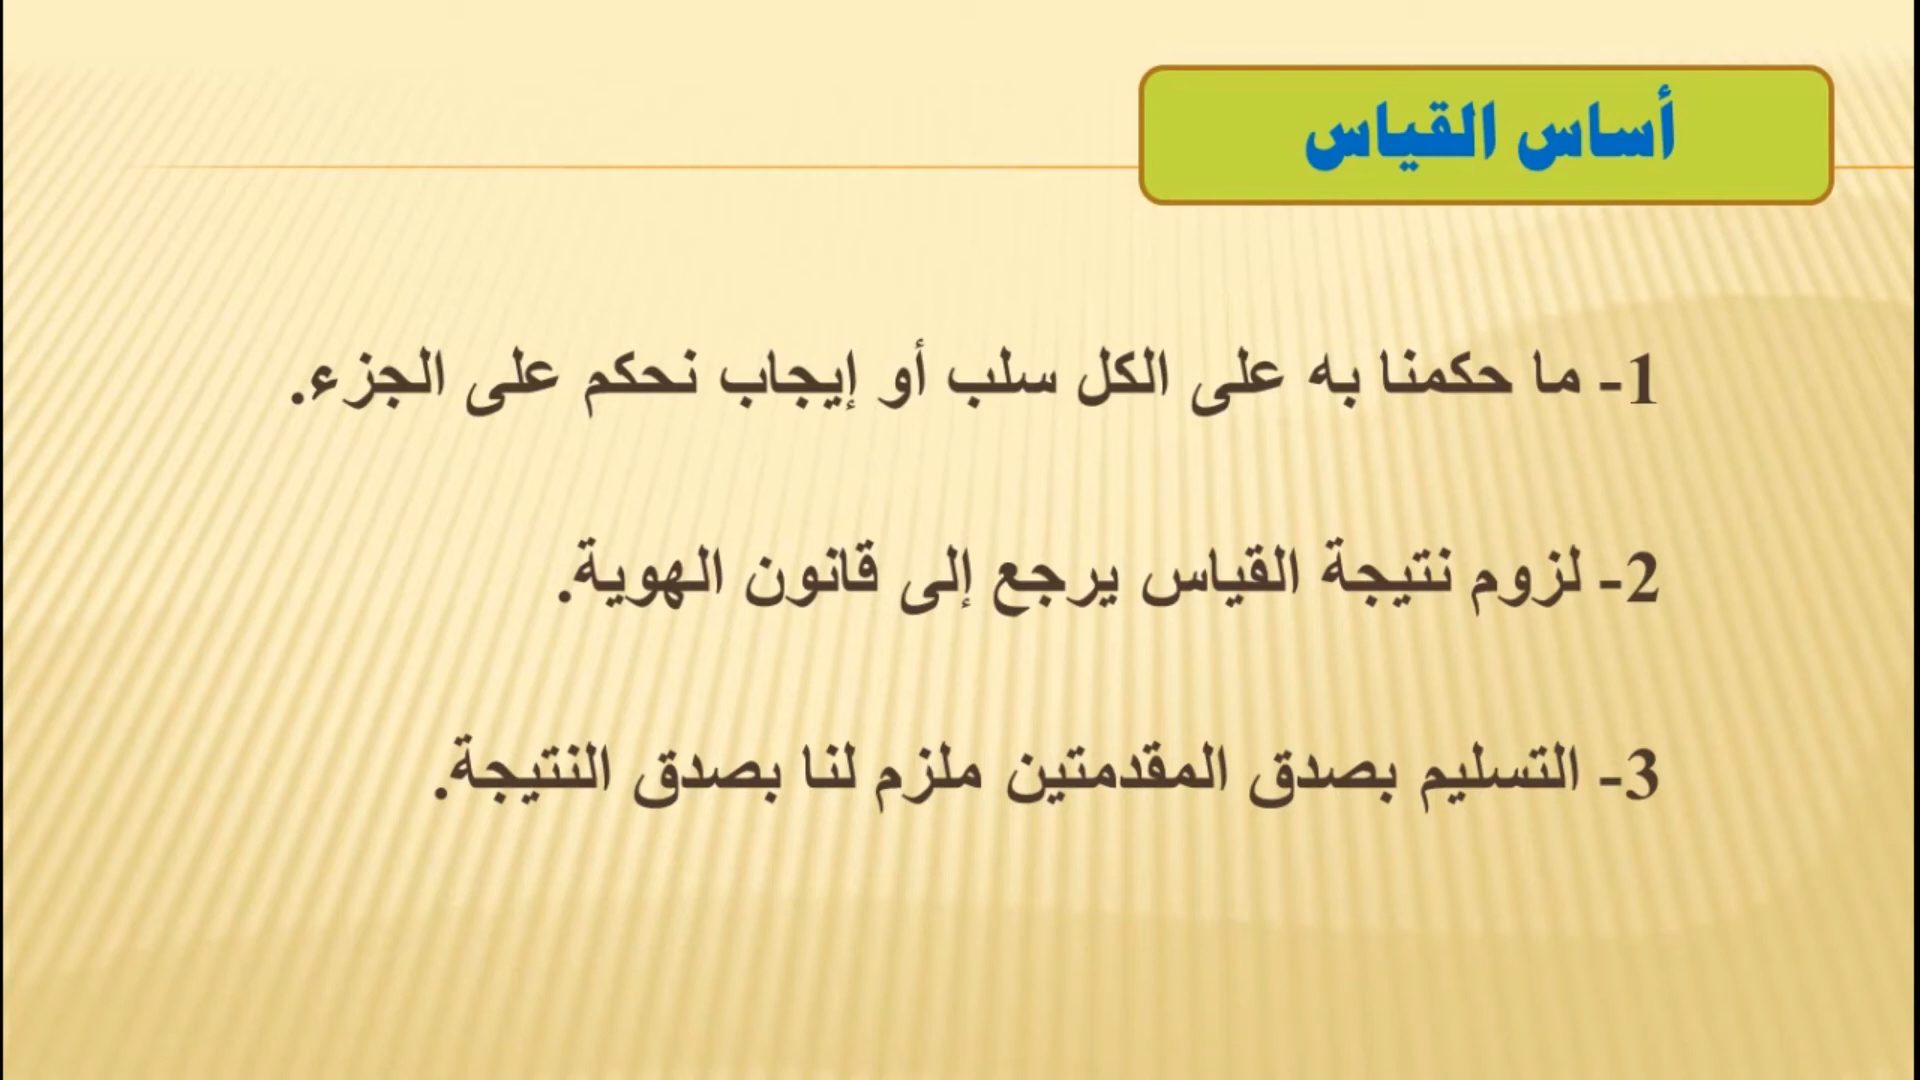 أساس القياس
1- ما حكمنا به على الكل سلب أو إيجاب نحكم على الجزء.
2- لزوم نتيجة القياس يرجع إلى قانون الهوية.
3- التسليم بصدق المقدمتين ملزم لنا بصدق النتيجة.